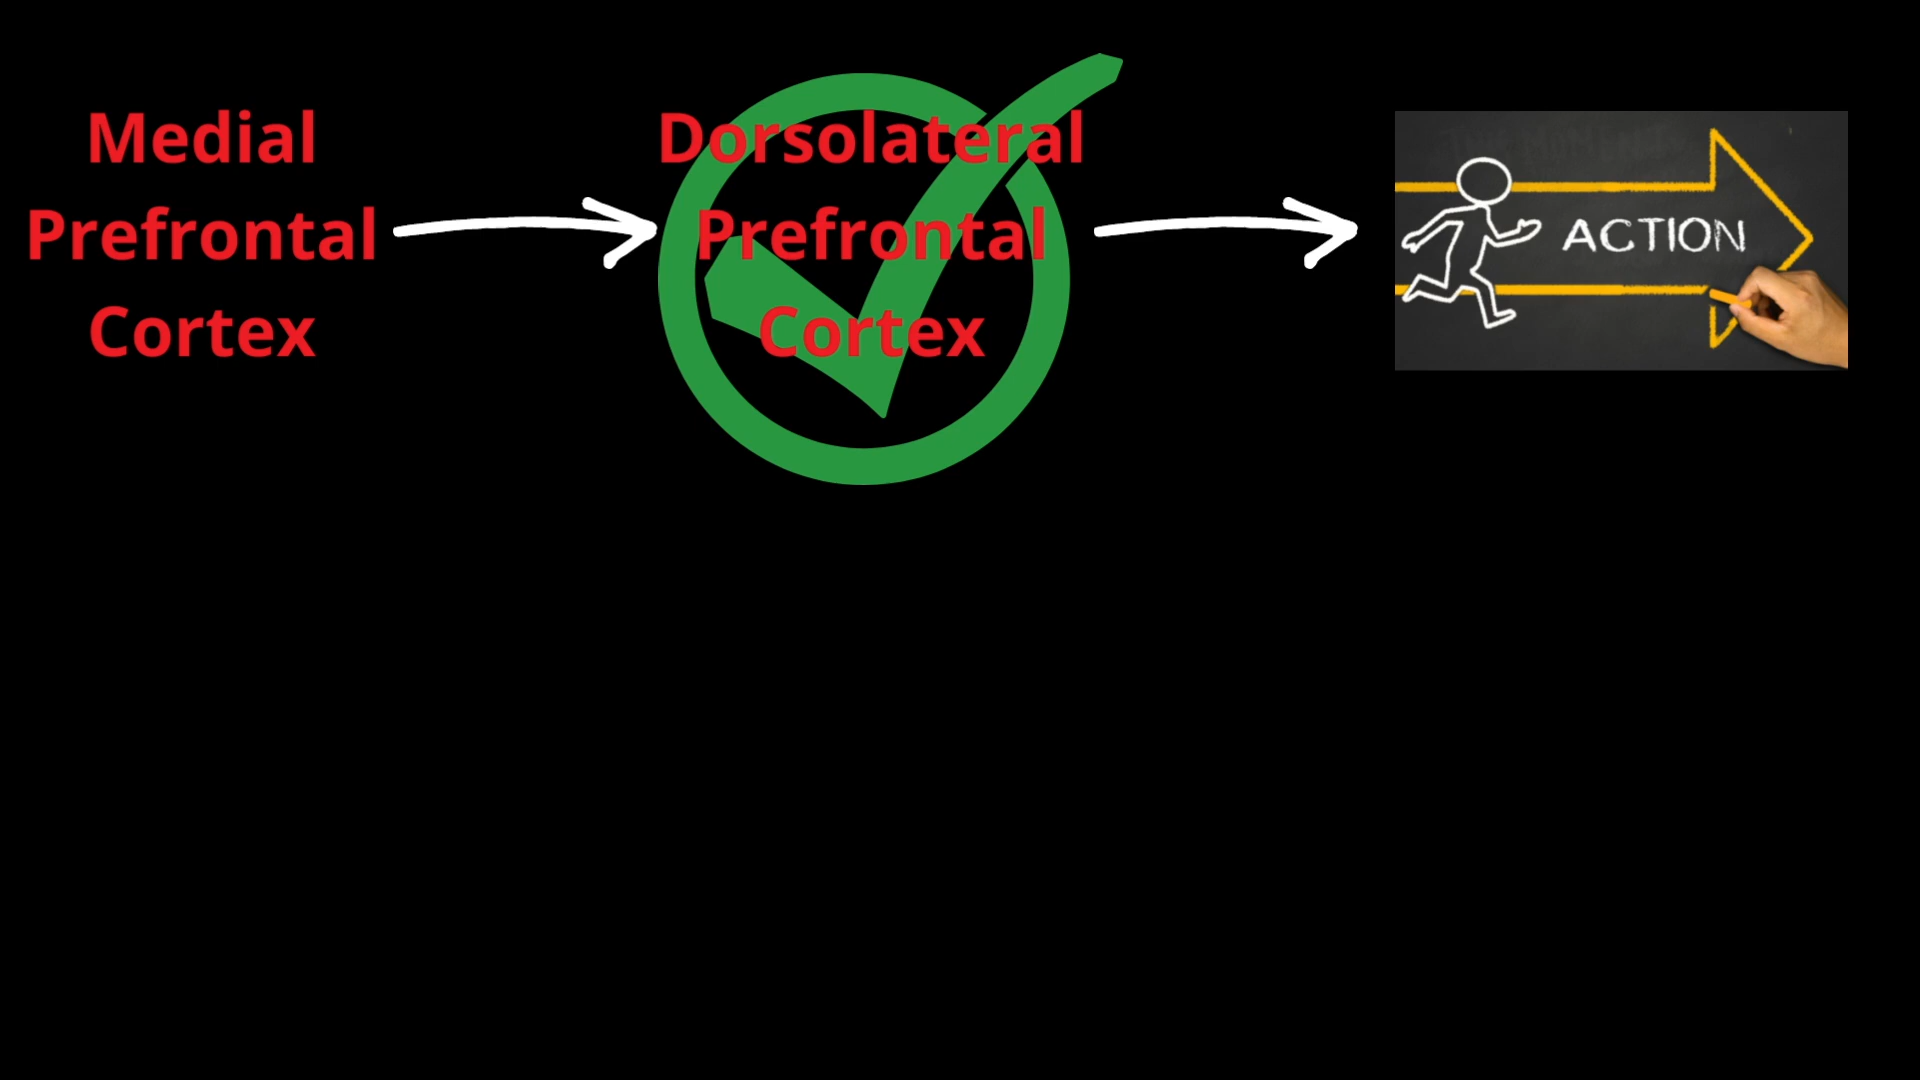 Medial
Prefrontal
Cortex
Dorsolateral
Prefrontal
Cortex
ACTION